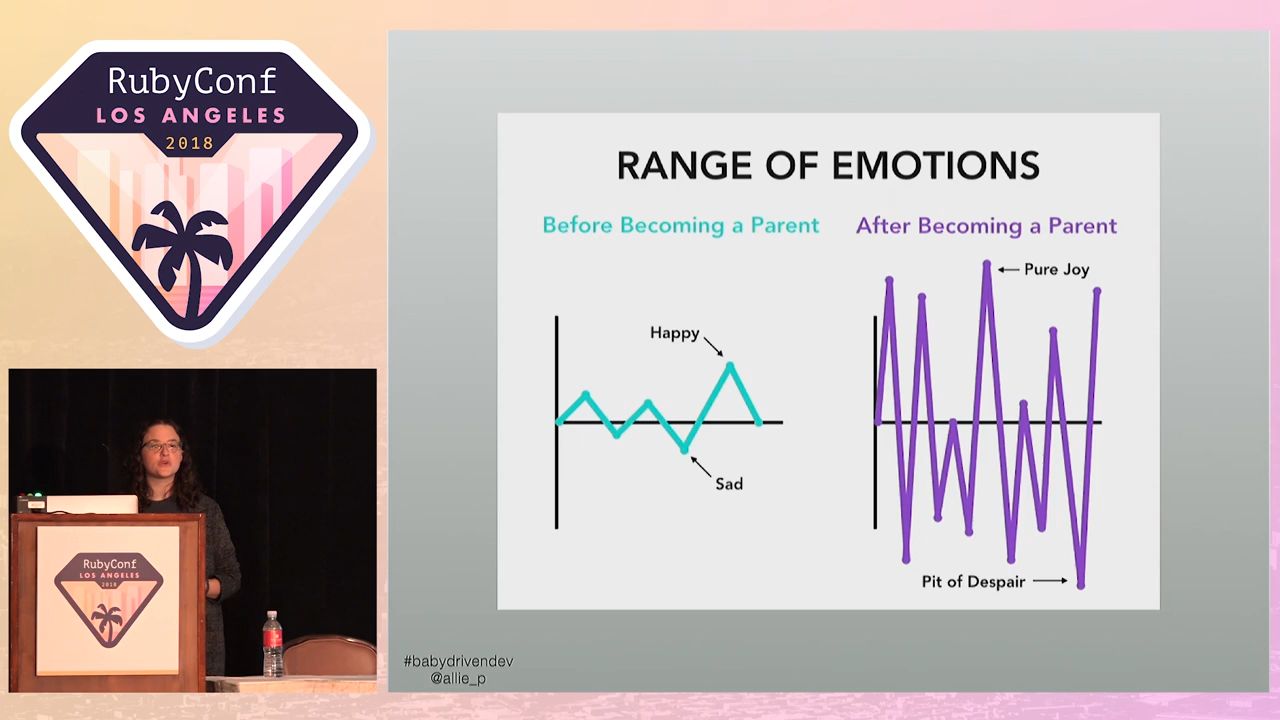 RubyConf
LOS ANGELES
2018
RANGE OF EMOTIONS
Before Becoming a Parent
After Becoming a Parent
Pure Joy
Happy
Sad
Pit of Despair
RubyConf
LOS ANGELES
2018
#babydrivendev
@allie_p